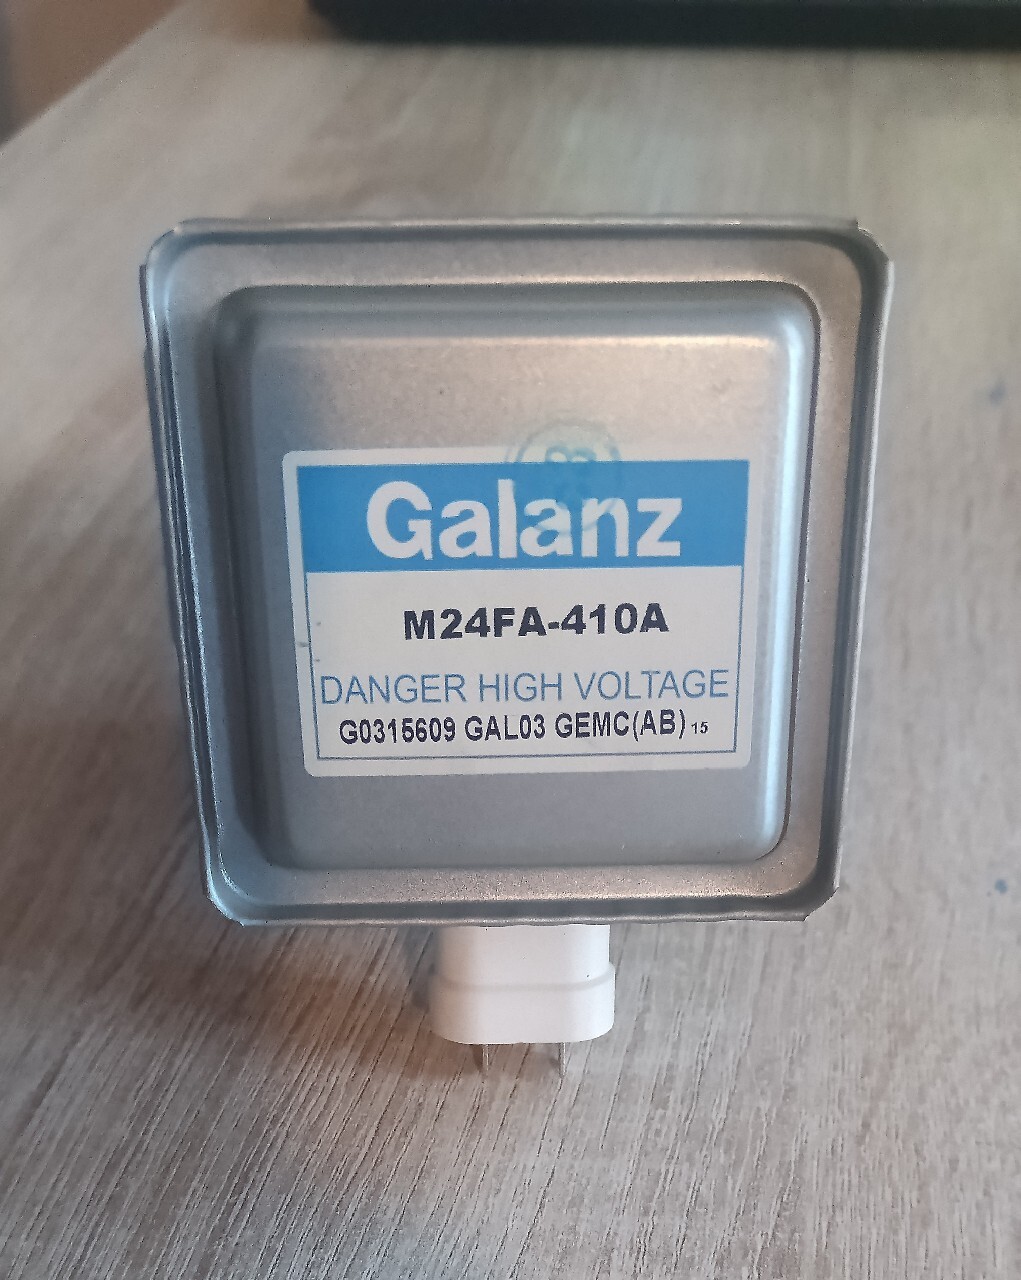 Galanz
M24FA-410A
DANGER HIGH VOLTAGE
G0315609 GAL03 GEMC(AB) 15